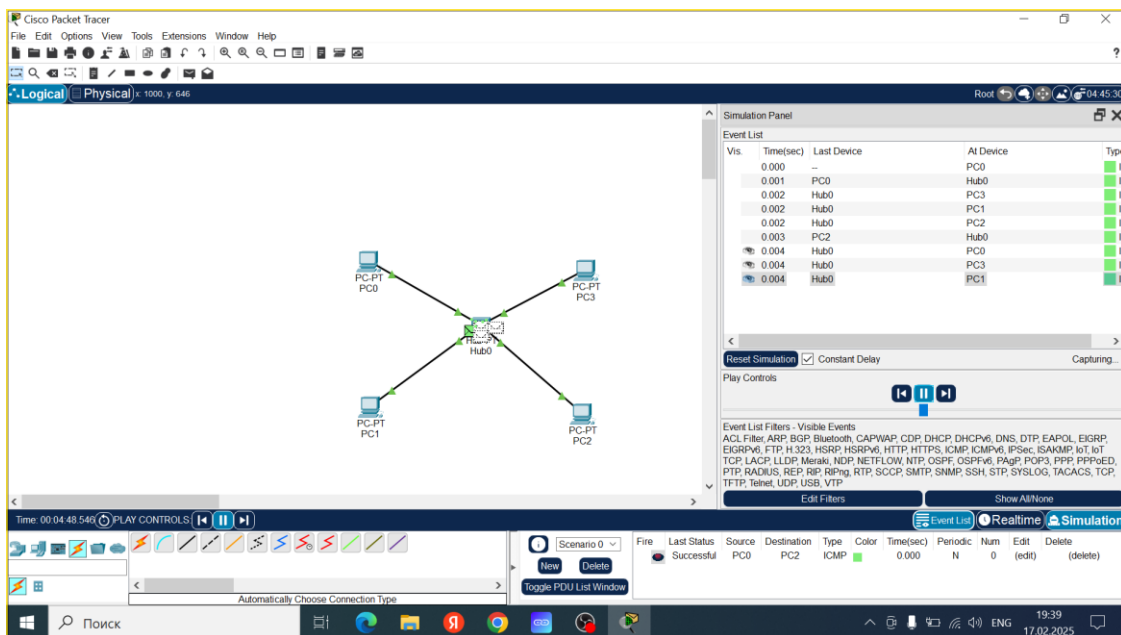 Cisco Packet Tracer
File Edit Options View Tools Extensions Window Help
?
Logical Physical x: 1000, y: 646 Root 04:45:30
Simulation Panel
Event List
Vis. Time(sec) Last Device At Device Type
0.000 -- PC0
0.001 PC0 Hub0
0.002 Hub0 PC3
0.002 Hub0 PC1
0.002 Hub0 PC2
0.003 PC2 Hub0
0.004 Hub0 PC0
0.004 Hub0 PC3
0.004 Hub0 PC1
PC-PT
PC0
PC-PT
PC3
Hub0
PC-PT
PC1
PC-PT
PC2
Reset Simulation Constant Delay Capturing...
Play Controls
Event List Filters - Visible Events
ACL Filter, ARP, BGP, Bluetooth, CAPWAP, CDP, DHCP, DHCPv6, DNS, DTP, EAPOL, EIGRP,
EIGRPv6, FTP, H.323, HSRP, HSRPv6, HTTP, HTTPS, ICMP, ICMPv6, IPSec, ISAKMP, IoT, IoT
TCP, LACP, LLDP, Meraki, NDP, NETFLOW, NTP, OSPF, OSPFv6, PAgP, POP3, PPP, PPPoED,
PTP, RADIUS, REP, RIP, RIPng, RTP, SCCP, SMTP, SNMP, SSH, STP, SYSLOG, TACACS, TCP,
TFTP, Telnet, UDP, USB, VTP
Edit Filters Show All/None
Time: 00:04:48.546 PLAY CONTROLS: Event List Realtime Simulation
Scenario 0
New Delete
Toggle PDU List Window
Fire Last Status Source Destination Type Color Time(sec) Periodic Num Edit Delete
Successful PC0 PC2 ICMP 0.000 N 0 (edit) (delete)
Automatically Choose Connection Type
Поиск
Я
ENG
19:39
17.02.2025